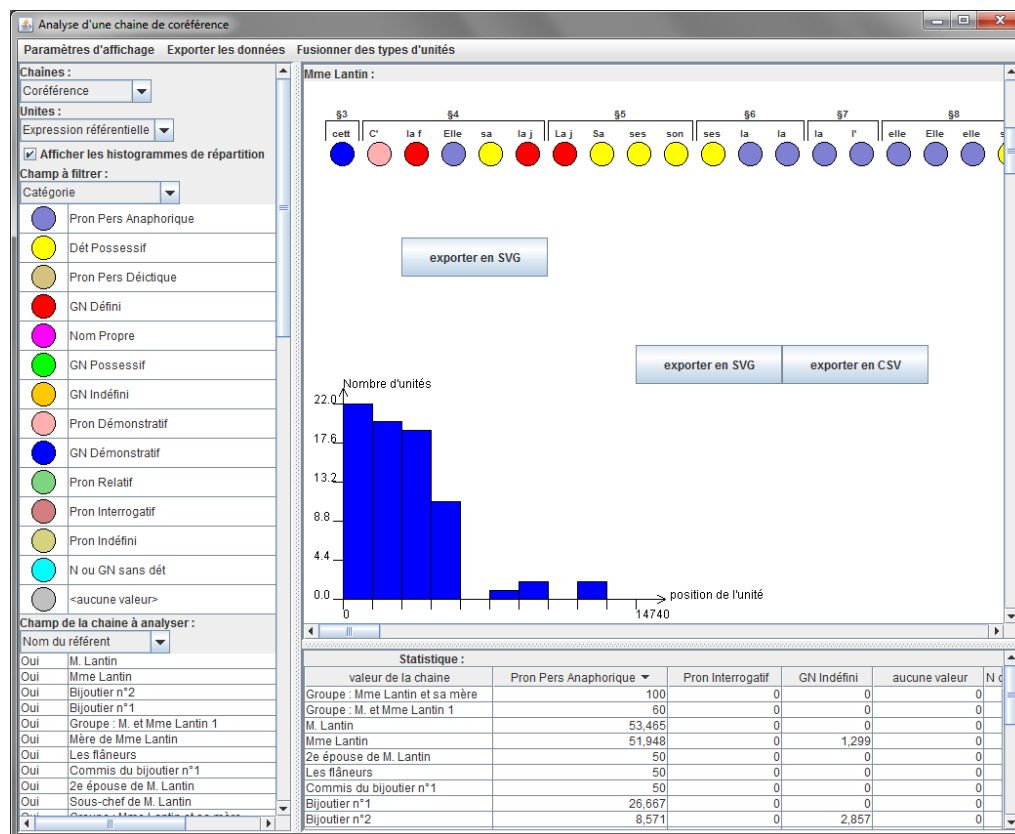 Analyse d'une chaine de coréférence
Paramètres d'affichage Exporter les données Fusionner des types d'unités
Chaînes :
Coréférence
Unites :
Expression référentielle
Afficher les histogrammes de répartition
Champ à filtrer :
Catégorie
Pron Pers Anaphorique
Dét Possessif
Pron Pers Déictique
GN Défini
Nom Propre
GN Possessif
GN Indéfini
Pron Démonstratif
GN Démonstratif
Pron Relatif
Pron Interrogatif
Pron Indéfini
N ou GN sans dét
<aucune valeur>
Champ de la chaine à analyser :
Nom du référent
Oui M. Lantin
Oui Mme Lantin
Oui Bijoutier n°2
Oui Bijoutier n°1
Oui Groupe : M. et Mme Lantin 1
Oui Mère de Mme Lantin
Oui Les flâneurs
Oui Commis du bijoutier n°1
Oui 2e épouse de M. Lantin
Oui Sous-chef de M. Lantin
Oui Groupe : Mme Lantin et sa mère
Mme Lantin :
§3 §4 §5 §6 §7 §8
cett C' la f Elle sa la j La j Sa ses son ses la la la l' elle Elle elle s
exporter en SVG
exporter en SVG exporter en CSV
Nombre d'unités
22.0
17.6
13.2
8.8
4.4
0.0
position de l'unité
0 14740
Statistique :
valeur de la chaine Pron Pers Anaphorique Pron Interrogatif GN Indéfini aucune valeur N
Groupe : Mme Lantin et sa mère 100 0 0 0
Groupe : M. et Mme Lantin 1 60 0 0 0
M. Lantin 53,465 0 0 0
Mme Lantin 51,948 0 1,299 0
2e épouse de M. Lantin 50 0 0 0
Les flâneurs 50 0 0 0
Commis du bijoutier n°1 50 0 0 0
Bijoutier n°1 26,667 0 0 0
Bijoutier n°2 8,571 0 2,857 0